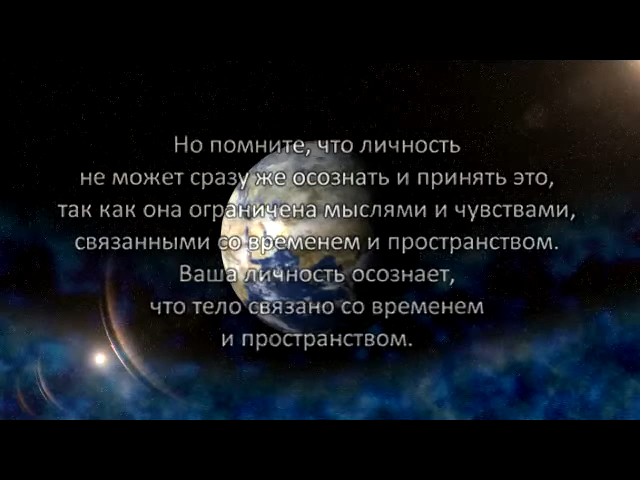 Но помните, что личность
не может сразу же осознать и принять это,
так как она ограничена мыслями и чувствами,
связанными со временем и пространством.
Ваша личность осознает,
что тело связано со временем
и пространством.